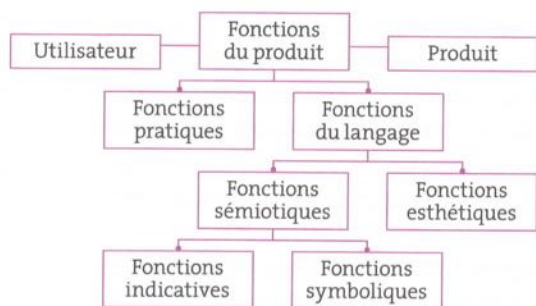 Utilisateur
Fonctions
du produit
Produit
Fonctions
pratiques
Fonctions
du langage
Fonctions
sémiotiques
Fonctions
esthétiques
Fonctions
indicatives
Fonctions
symboliques